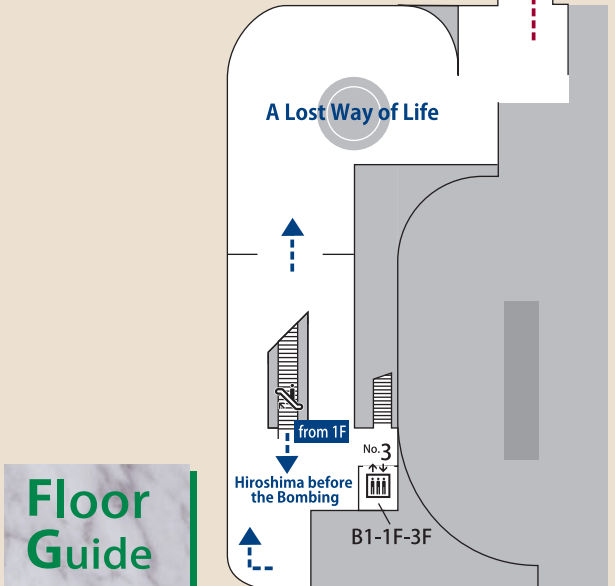 A Lost Way of Life
from 1F
No.3
Hiroshima before
the Bombing
B1-1F-3F
Floor
Guide